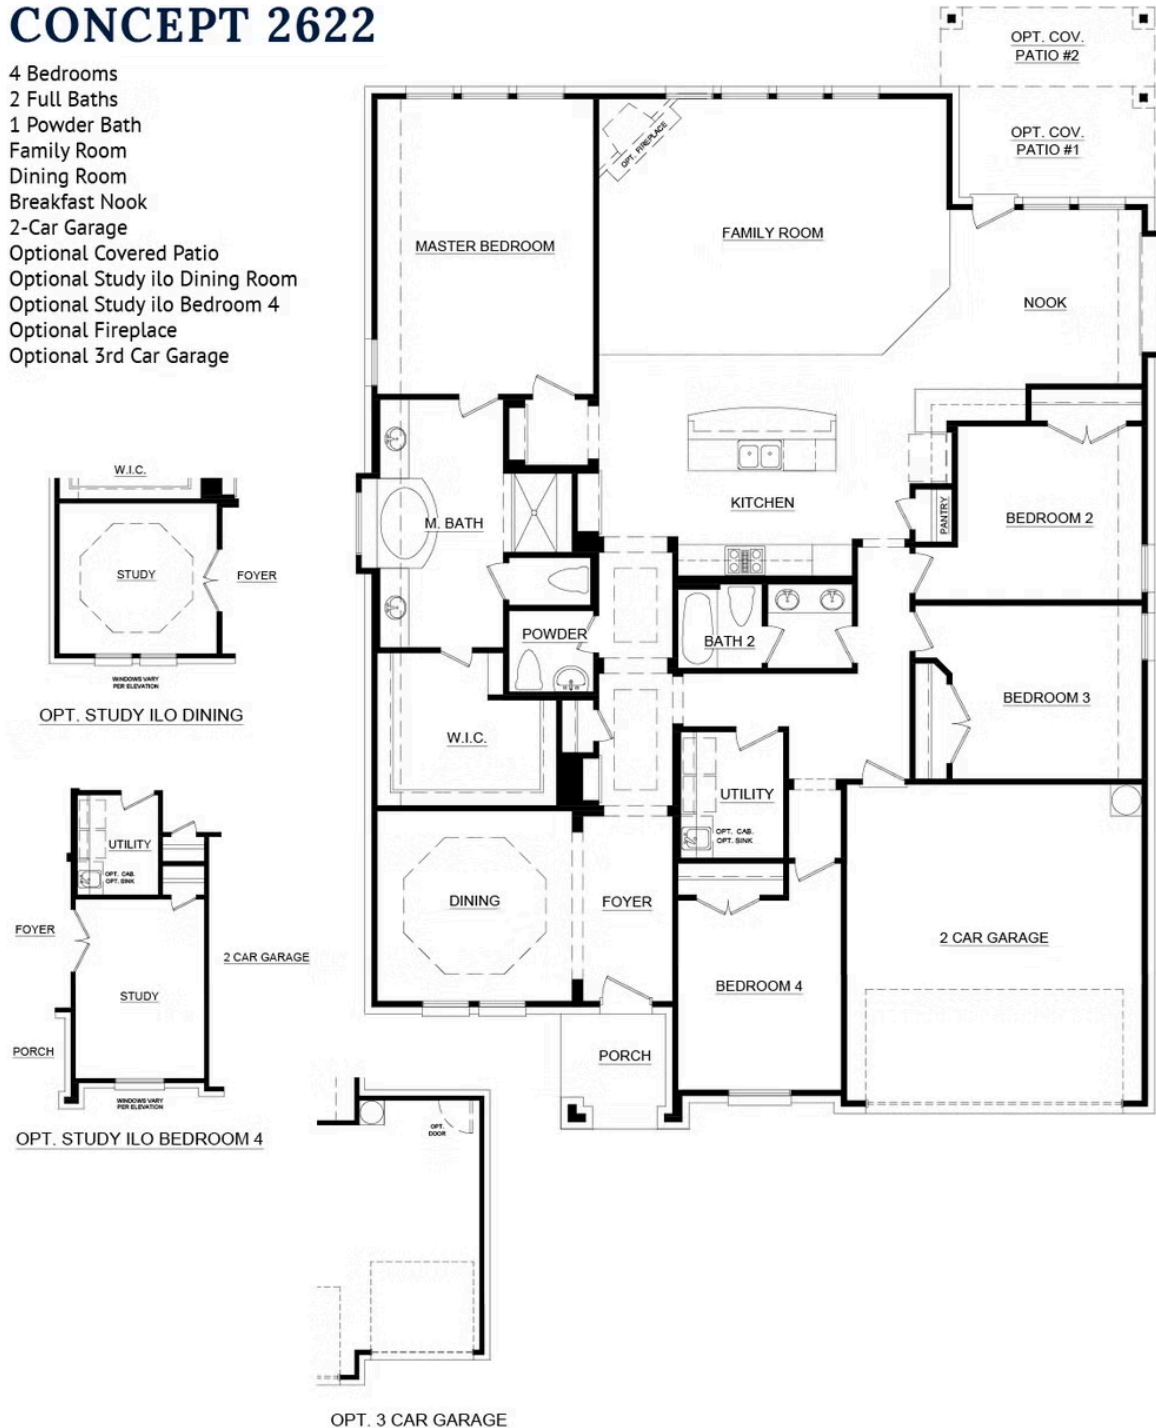 CONCEPT 2622
4 Bedrooms
2 Full Baths
1 Powder Bath
Family Room
Dining Room
Breakfast Nook
2-Car Garage
Optional Covered Patio
Optional Study ilo Dining Room
Optional Study ilo Bedroom 4
Optional Fireplace
Optional 3rd Car Garage
OPT. COV.
PATIO #2
OPT. COV.
PATIO #1
OPT. FIREPLACE
MASTER BEDROOM
FAMILY ROOM
NOOK
KITCHEN
PANTRY
BEDROOM 2
M. BATH
POWDER
BATH 2
BEDROOM 3
W.I.C.
UTILITY
OPT. CAB.
OPT. SINK
DINING
FOYER
BEDROOM 4
2 CAR GARAGE
PORCH
W.I.C.
STUDY
FOYER
WINDOWS VARY
PER ELEVATION
OPT. STUDY ILO DINING
UTILITY
OPT. CAB.
OPT. SINK
FOYER
2 CAR GARAGE
STUDY
PORCH
WINDOWS VARY
PER ELEVATION
OPT. STUDY ILO BEDROOM 4
OPT.
DOOR
OPT. 3 CAR GARAGE